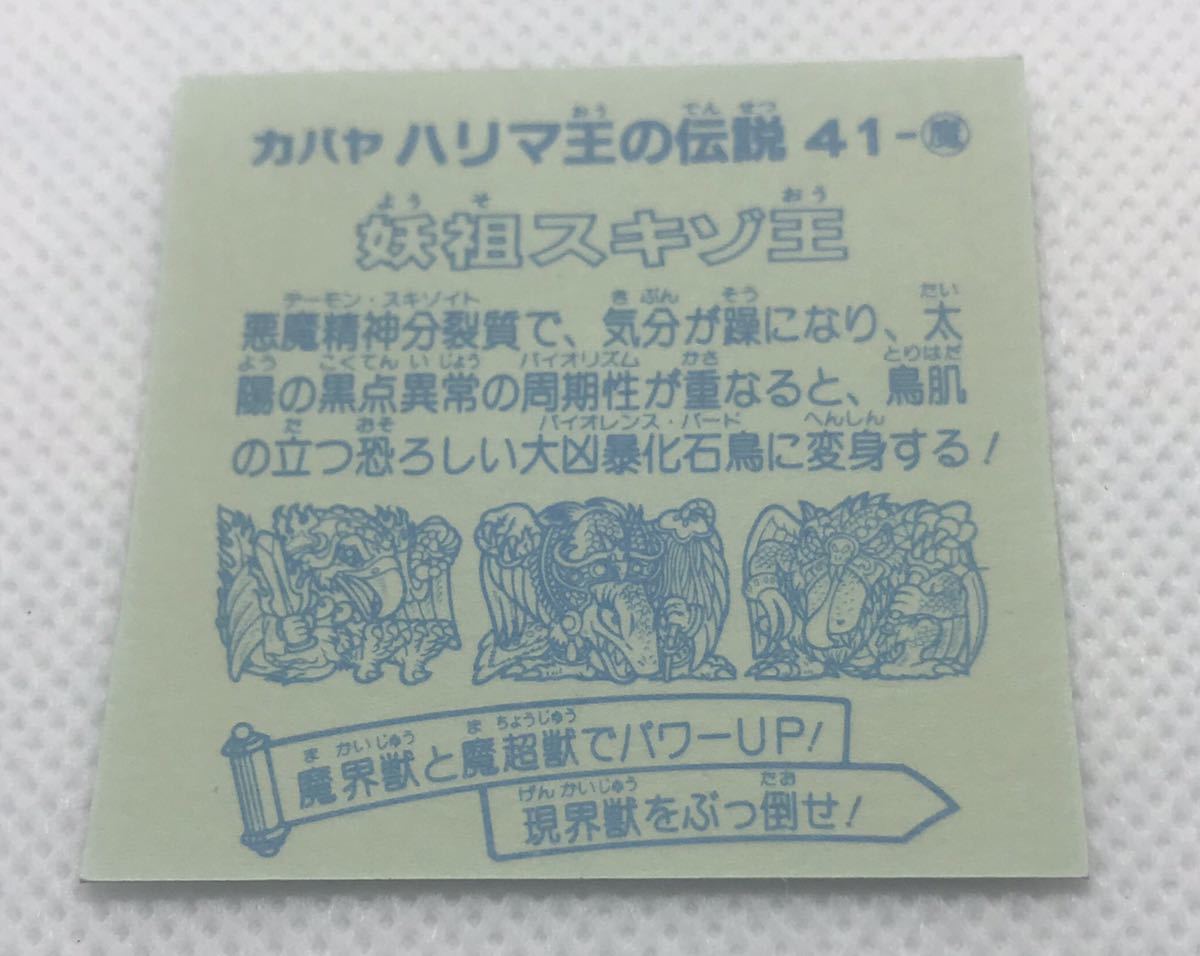 カバヤ ハリマ王の伝説 41-魔
妖祖スキゾ王
悪魔精神分裂質で、気分が躁になり、太
陽の黒点異常の周期性が重なると、鳥肌
の立つ恐ろしい大凶暴化石鳥に変身する!
魔界獣と魔超獣でパワーUP!
現界獣をぶっ倒せ!